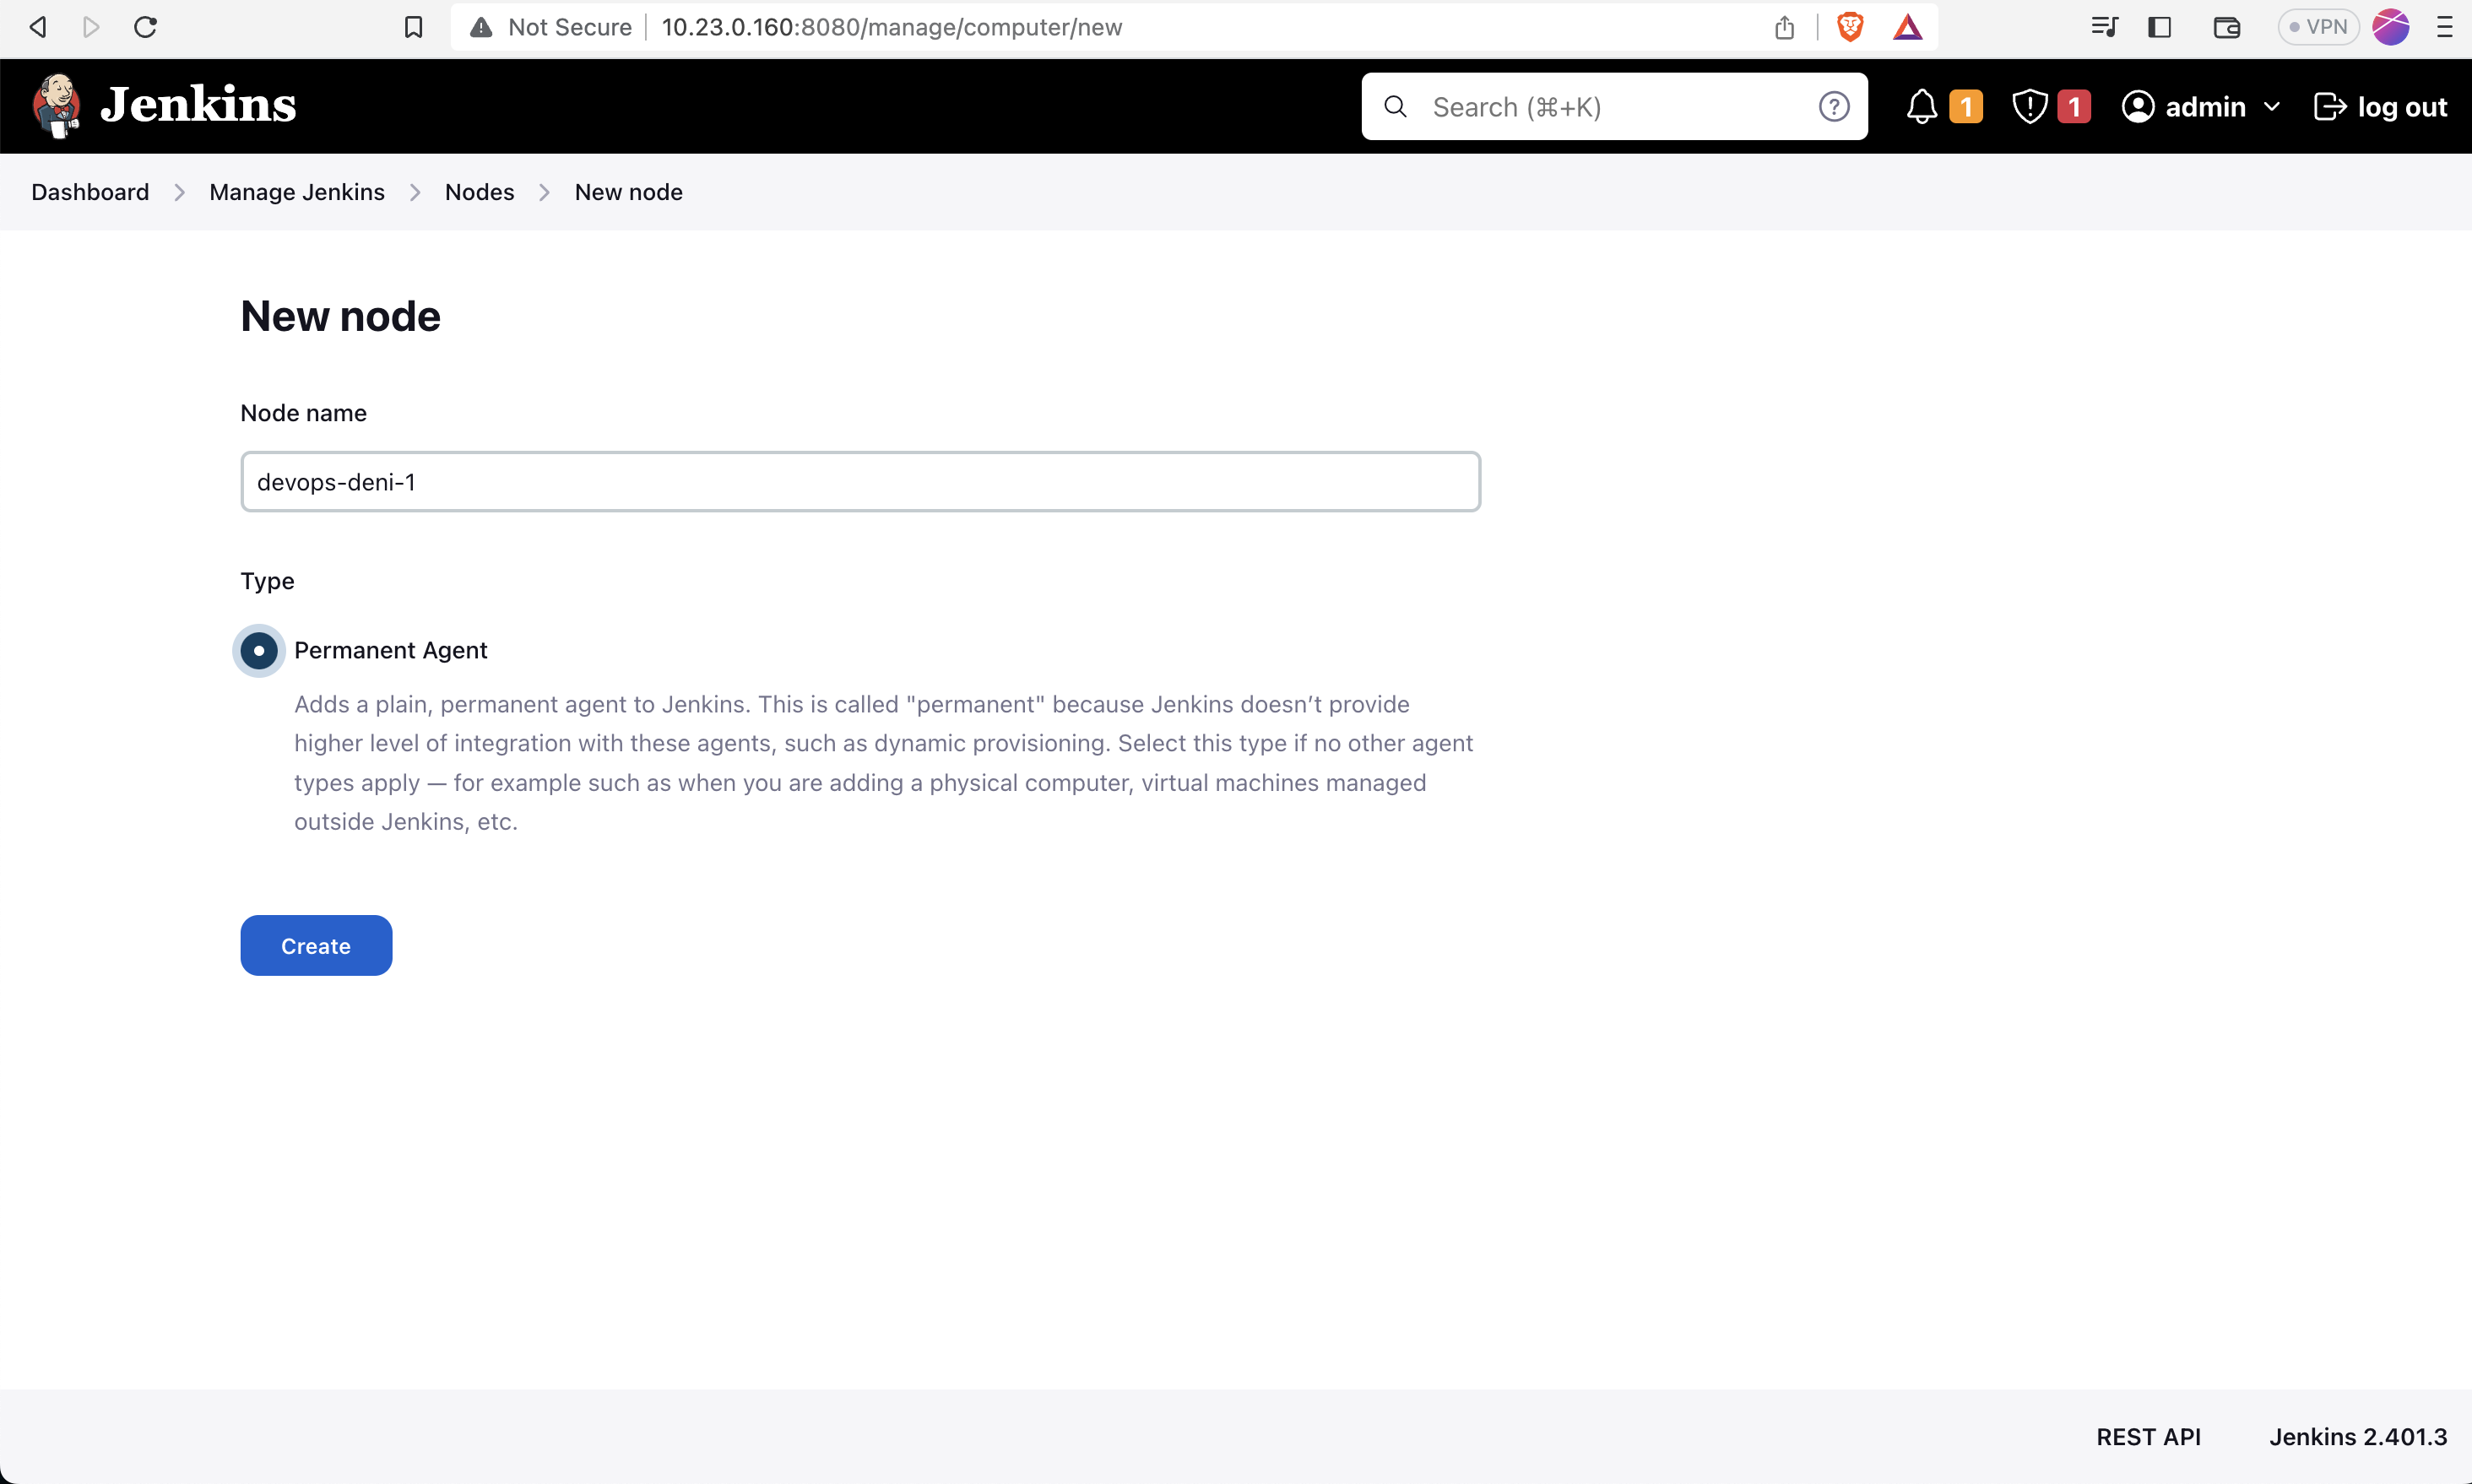 Not Secure
10.23.0.160:8080/manage/computer/new
VPN
Jenkins
Search (⌘+K)
1
1
admin
log out
Dashboard
Manage Jenkins
Nodes
New node
New node
Node name
devops-deni-1
Type
Permanent Agent
Adds a plain, permanent agent to Jenkins. This is called "permanent" because Jenkins doesn’t provide
higher level of integration with these agents, such as dynamic provisioning. Select this type if no other agent
types apply — for example such as when you are adding a physical computer, virtual machines managed
outside Jenkins, etc.
Create
REST API
Jenkins 2.401.3